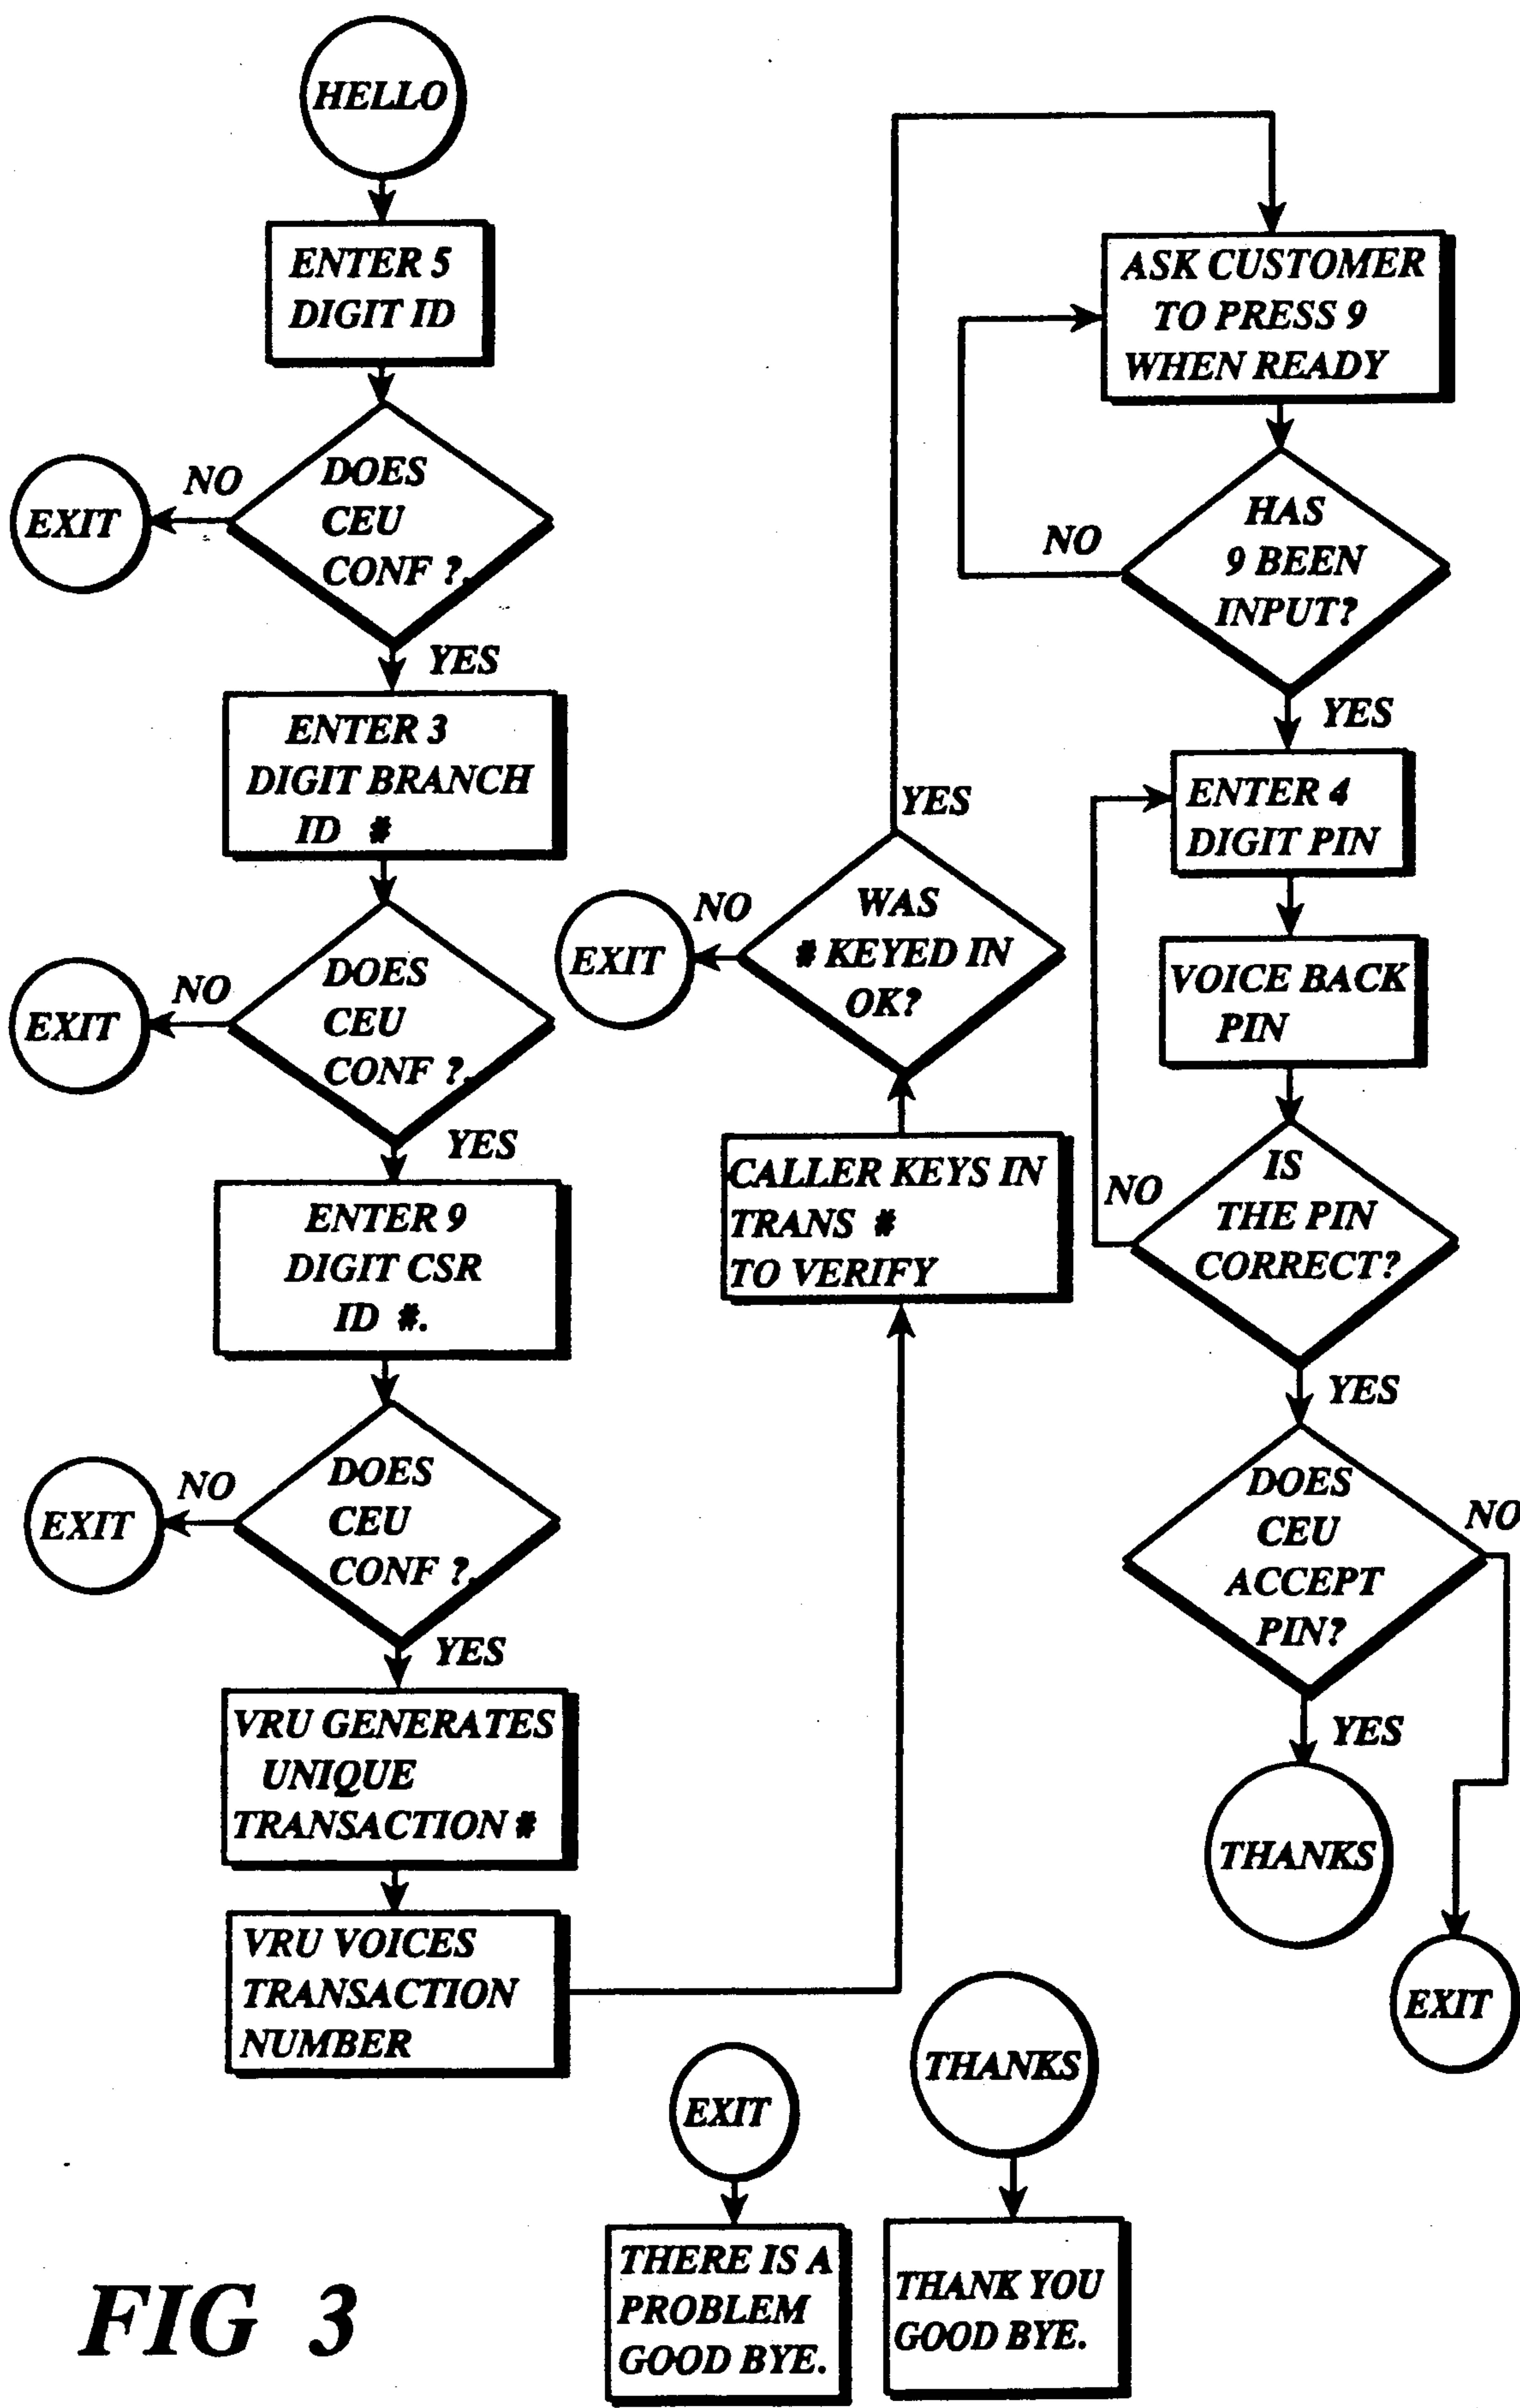 HELLO
ENTER 5
DIGIT ID
DOES
CEU
CONF ?.
NO
EXIT
YES
ENTER 3
DIGIT BRANCH
ID #
DOES
CEU
CONF ?.
NO
EXIT
YES
ENTER 9
DIGIT CSR
ID #.
DOES
CEU
CONF ?.
NO
EXIT
YES
VRU GENERATES
UNIQUE
TRANSACTION #
VRU VOICES
TRANSACTION
NUMBER
CALLER KEYS IN
TRANS #
TO VERIFY
WAS
# KEYED IN
OK?
NO
EXIT
YES
ASK CUSTOMER
TO PRESS 9
WHEN READY
HAS
9 BEEN
INPUT?
NO
YES
ENTER 4
DIGIT PIN
VOICE BACK
PIN
IS
THE PIN
CORRECT?
NO
YES
DOES
CEU
ACCEPT
PIN?
NO
YES
THANKS
EXIT
EXIT
THERE IS A
PROBLEM
GOOD BYE.
THANKS
THANK YOU
GOOD BYE.
FIG 3